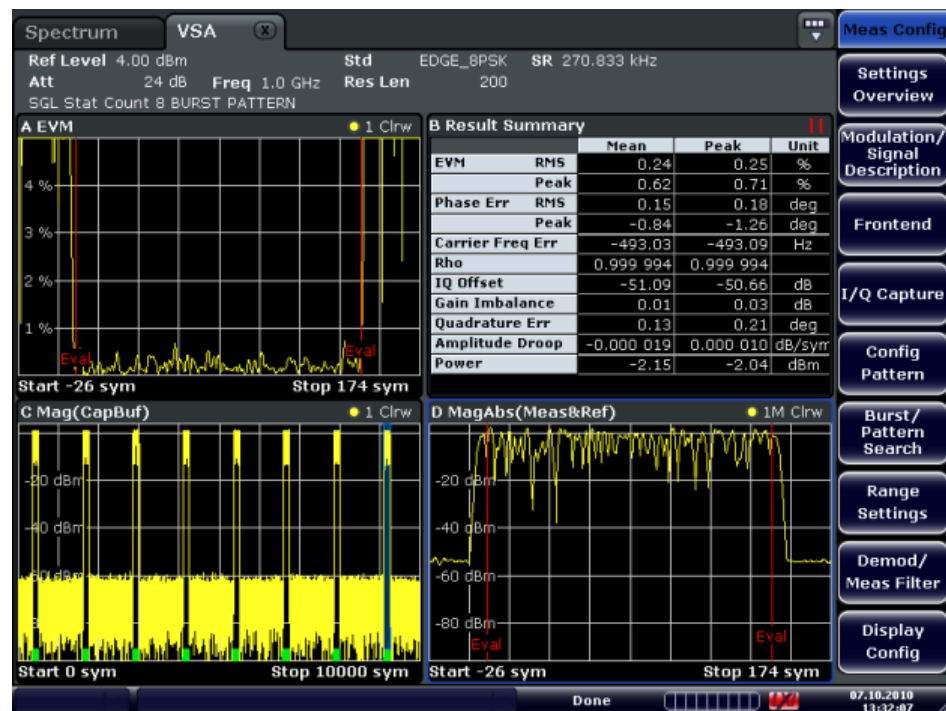 Spectrum VSA X
Ref Level 4.00 dBm Std EDGE_8PSK SR 270.833 kHz
Att 24 dB Freq 1.0 GHz Res Len 200
SGL Stat Count 8 BURST PATTERN
A EVM 1 Clrw
4 %
3 %
2 %
1 %
Eval Eval
Start -26 sym Stop 174 sym
B Result Summary
Mean Peak Unit
EVM RMS 0.24 0.25 %
Peak 0.62 0.71 %
Phase Err RMS 0.15 0.18 deg
Peak -0.84 -1.26 deg
Carrier Freq Err -493.03 -493.09 Hz
Rho 0.999 994 0.999 994
IQ Offset -51.09 -50.66 dB
Gain Imbalance 0.01 0.03 dB
Quadrature Err 0.13 0.21 deg
Amplitude Droop -0.000 019 0.000 010 dB/sym
Power -2.15 -2.04 dBm
C Mag(CapBuf) 1 Clrw
-20 dBm
-40 dBm
Start 0 sym Stop 10000 sym
D MagAbs(Meas&Ref) 1M Clrw
-20 dBm
-40 dBm
-60 dBm
-80 dBm
Eval Eval
Start -26 sym Stop 174 sym
Meas Config
Settings
Overview
Modulation/
Signal
Description
Frontend
I/Q Capture
Config
Pattern
Burst/
Pattern
Search
Range
Settings
Demod/
Meas Filter
Display
Config
Done
07.10.2010
13:32:07